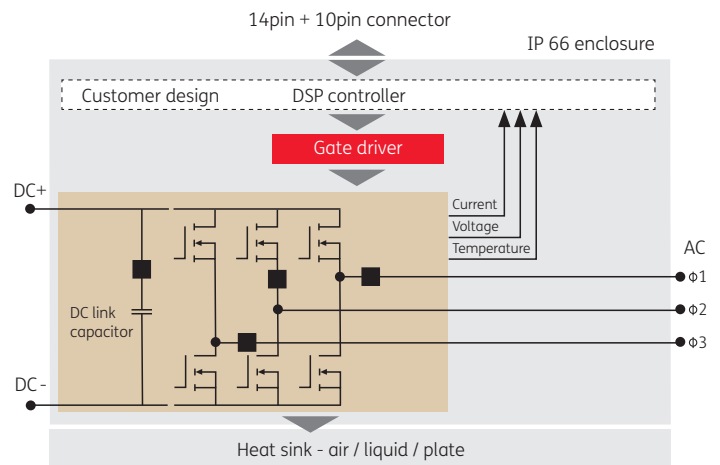 14pin + 10pin connector
IP 66 enclosure
Customer design
DSP controller
Gate driver
DC+
Current
Voltage
Temperature
AC
Φ1
DC link
capacitor
Φ2
Φ3
DC -
Heat sink - air / liquid / plate